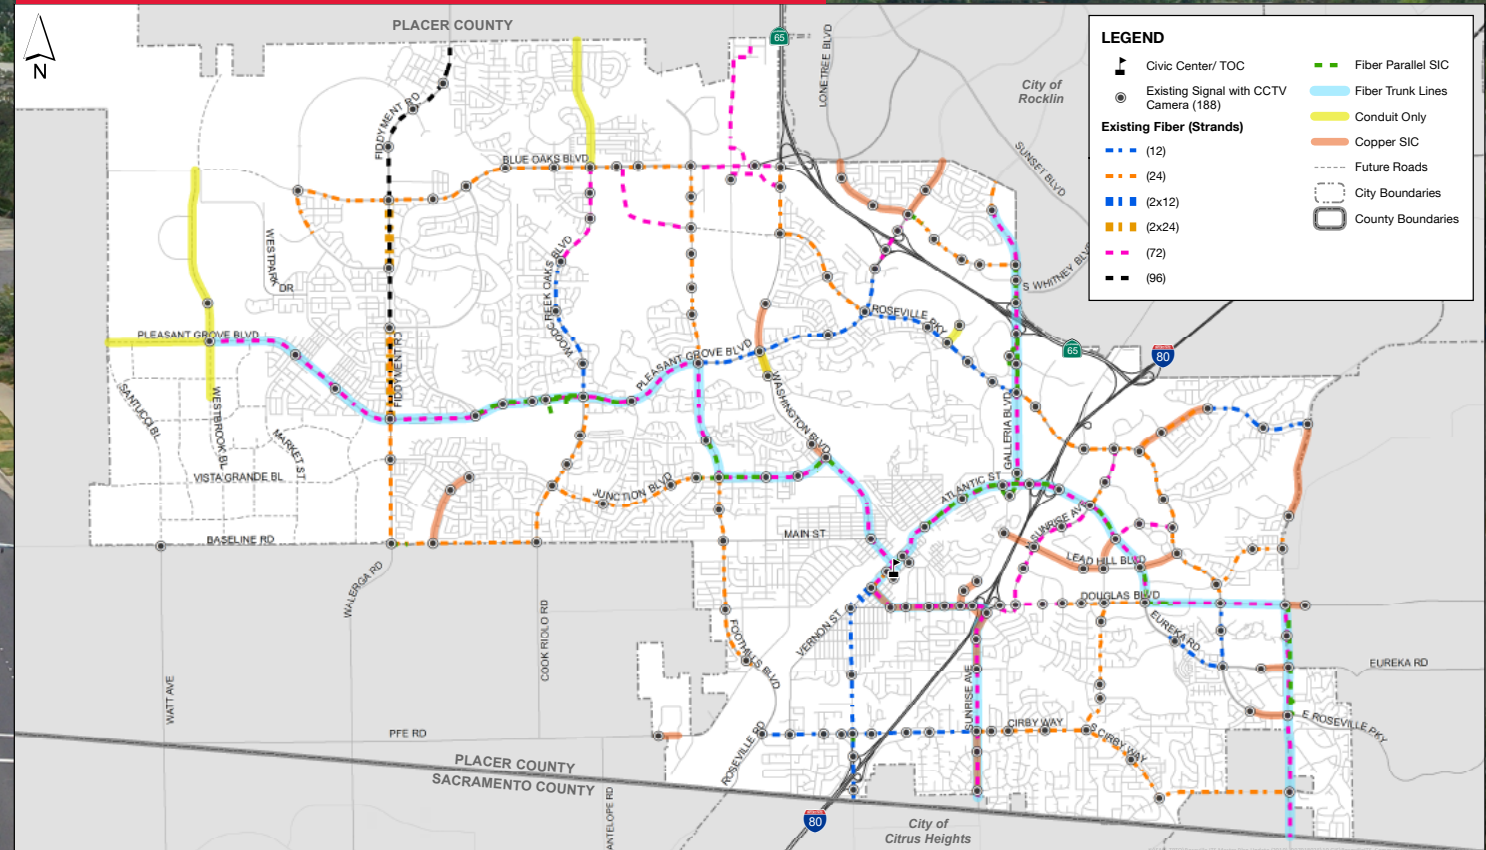 PLACER COUNTY
N
65
LONETREE BLVD
City of
Rocklin
SUNSET BLVD
LEGEND
Civic Center/ TOC
Existing Signal with CCTV
Camera (188)
Existing Fiber (Strands)
(12)
(24)
(2x12)
(2x24)
(72)
(96)
Fiber Parallel SIC
Fiber Trunk Lines
Conduit Only
Copper SIC
Future Roads
City Boundaries
County Boundaries
FIDDYMENT RD
BLUE OAKS BLVD
WESTPARK
DR
WOODCREEK OAKS BLVD
S WHITNEY BLVD
ROSEVILLE PKY
PLEASANT GROVE BLVD
FIDDYMENT RD
PLEASANT GROVE BLVD
65
80
SANTUCCI BL
WESTBROOK BL
MARKET ST
WASHINGTON BLVD
GALLERIA BLVD
VISTA GRANDE BL
JUNCTION BLVD
ATLANTIC ST
SUNRISE AVE
BASELINE RD
MAIN ST
LEAD HILL BLVD
WALERGA RD
DOUGLAS BLVD
COOK RIOLO RD
FOOTHILLS BLVD
VERNON ST
EUREKA RD
EUREKA RD
WATT AVE
SUNRISE AVE
E ROSEVILLE PKY
PFE RD
ROSEVILLE RD
CIRBY WAY
S CIRBY WAY
PLACER COUNTY
SACRAMENTO COUNTY
ANTELOPE RD
80
City of
Citrus Heights